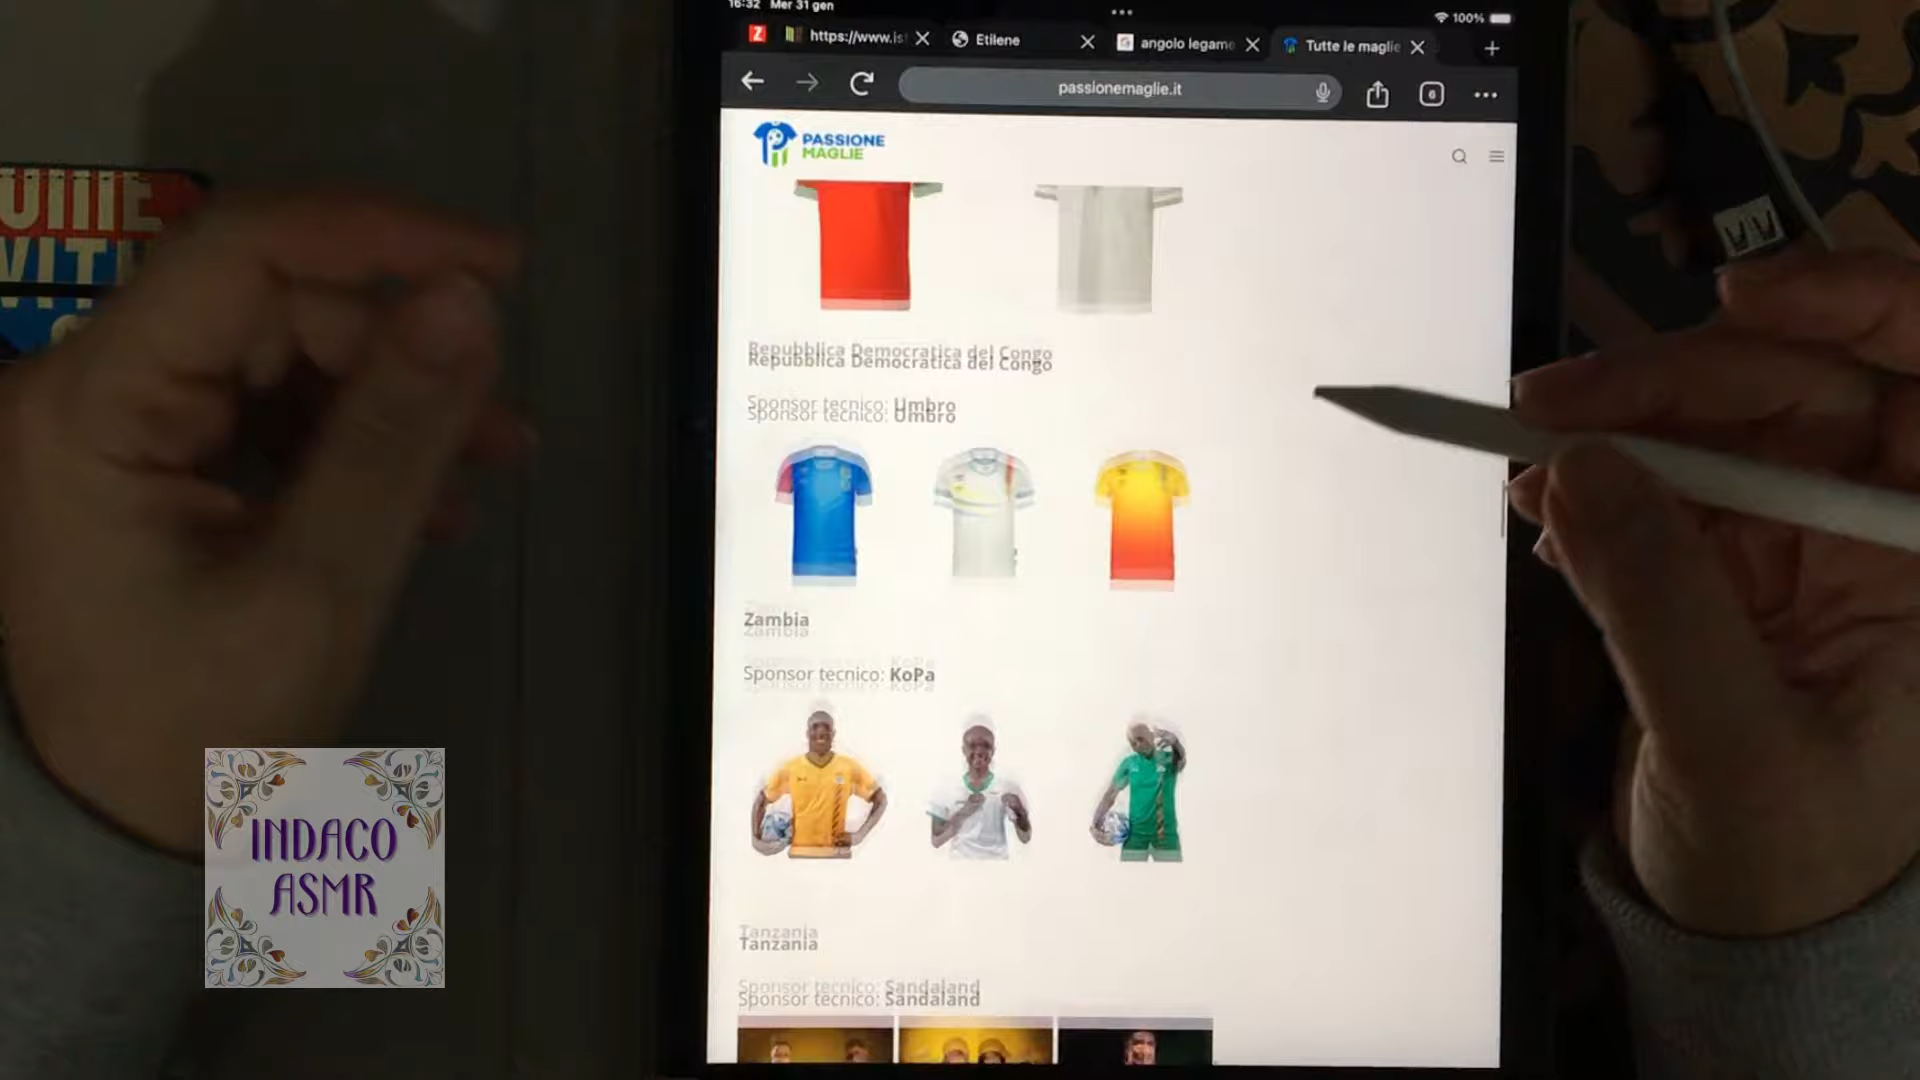 16:32 Mer 31 gen
100%
Z
https://www.is
Etilene
angolo legame
Tutte le maglie
passionemaglie.it
6
PASSIONE
MAGLIE
Repubblica Democratica del Congo
Sponsor tecnico: Umbro
Zambia
Sponsor tecnico: KoPa
Tanzania
Sponsor tecnico: Sandaland
INDACO
ASMR